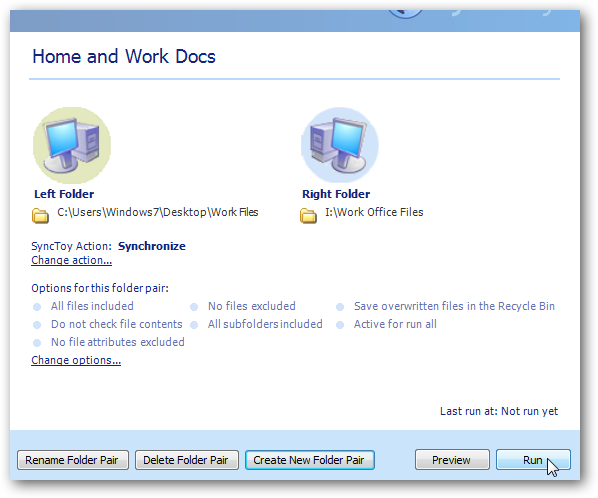 Home and Work Docs
Left Folder Right Folder
C:\Users\Windows7\Desktop\Work Files I:\Work Office Files
SyncToy Action: Synchronize
Change action...
Options for this folder pair:
All files included No files excluded Save overwritten files in the Recycle Bin
Do not check file contents All subfolders included Active for run all
No file attributes excluded
Change options...
Last run at: Not run yet
Rename Folder Pair Delete Folder Pair Create New Folder Pair Preview Run